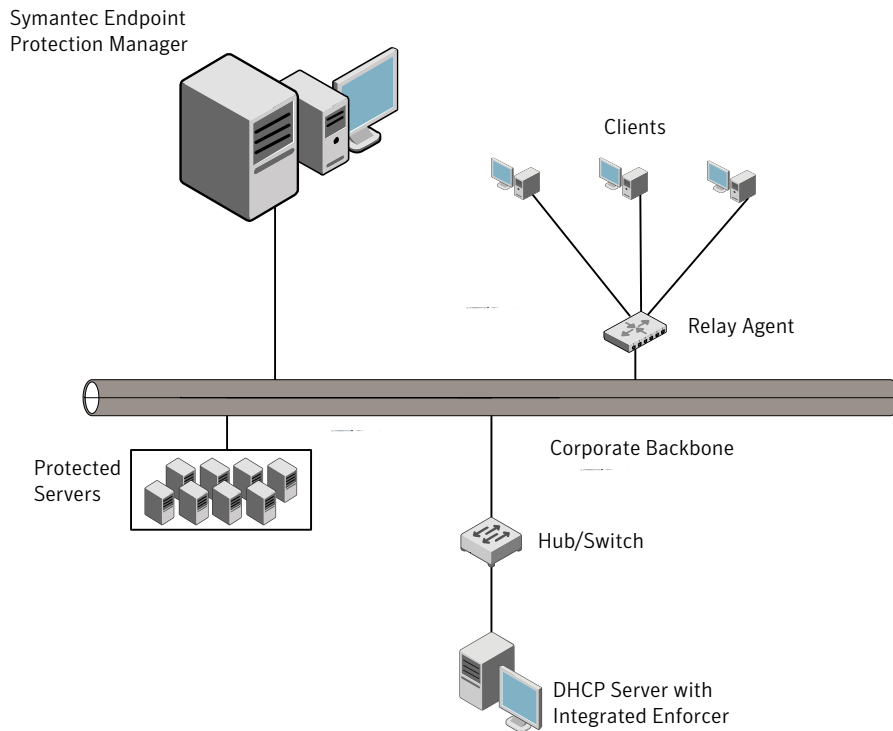 Symantec Endpoint
Protection Manager
Clients
Relay Agent
Corporate Backbone
Protected
Servers
Hub/Switch
DHCP Server with
Integrated Enforcer